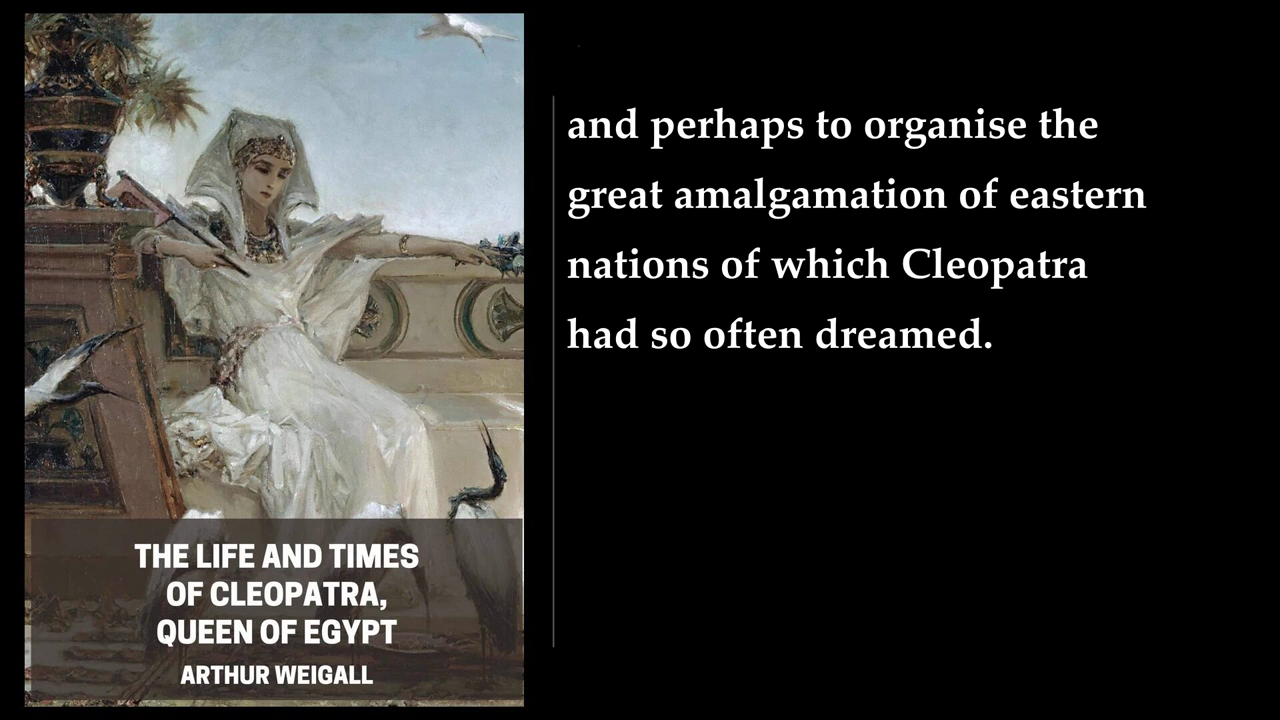 and perhaps to organise the
great amalgamation of eastern
nations of which Cleopatra
had so often dreamed.
THE LIFE AND TIMES
OF CLEOPATRA,
QUEEN OF EGYPT
ARTHUR WEIGALL